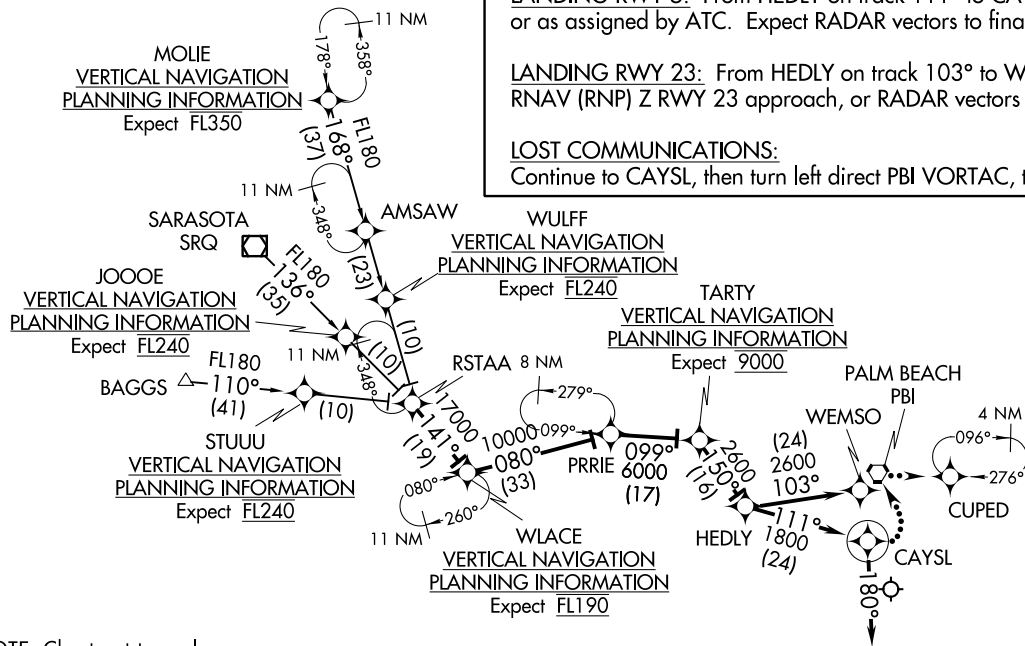 LANDING RWY 5: From HEDLY on track 111° to CA
or as assigned by ATC. Expect RADAR vectors to fina
LANDING RWY 23: From HEDLY on track 103° to W
RNAV (RNP) Z RWY 23 approach, or RADAR vectors
LOST COMMUNICATIONS:
Continue to CAYSL, then turn left direct PBI VORTAC, t
11 NM
178°
358°
MOLIE
VERTICAL NAVIGATION
PLANNING INFORMATION
Expect FL350
FL180
168°
(37)
11 NM
348°
AMSAW
SARASOTA
SRQ
FL180
136°
(35)
(23)
WULFF
VERTICAL NAVIGATION
PLANNING INFORMATION
Expect FL240
JOOOE
VERTICAL NAVIGATION
PLANNING INFORMATION
Expect FL240
11 NM
348°
(10)
(10)
TARTY
VERTICAL NAVIGATION
PLANNING INFORMATION
Expect 9000
BAGGS
FL180
110°
(41)
(10)
RSTAA
8 NM
279°
099°
STUUU
VERTICAL NAVIGATION
PLANNING INFORMATION
Expect FL240
17000
141°
(19)
10000
080°
(33)
PRRIE
099°
6000
(17)
2600
150°
(16)
PALM BEACH
PBI
WEMSO
(24)
2600
103°
4 NM
096°
276°
CUPED
080°
260°
11 NM
WLACE
VERTICAL NAVIGATION
PLANNING INFORMATION
Expect FL190
HEDLY
111°
1800
(24)
CAYSL
180°